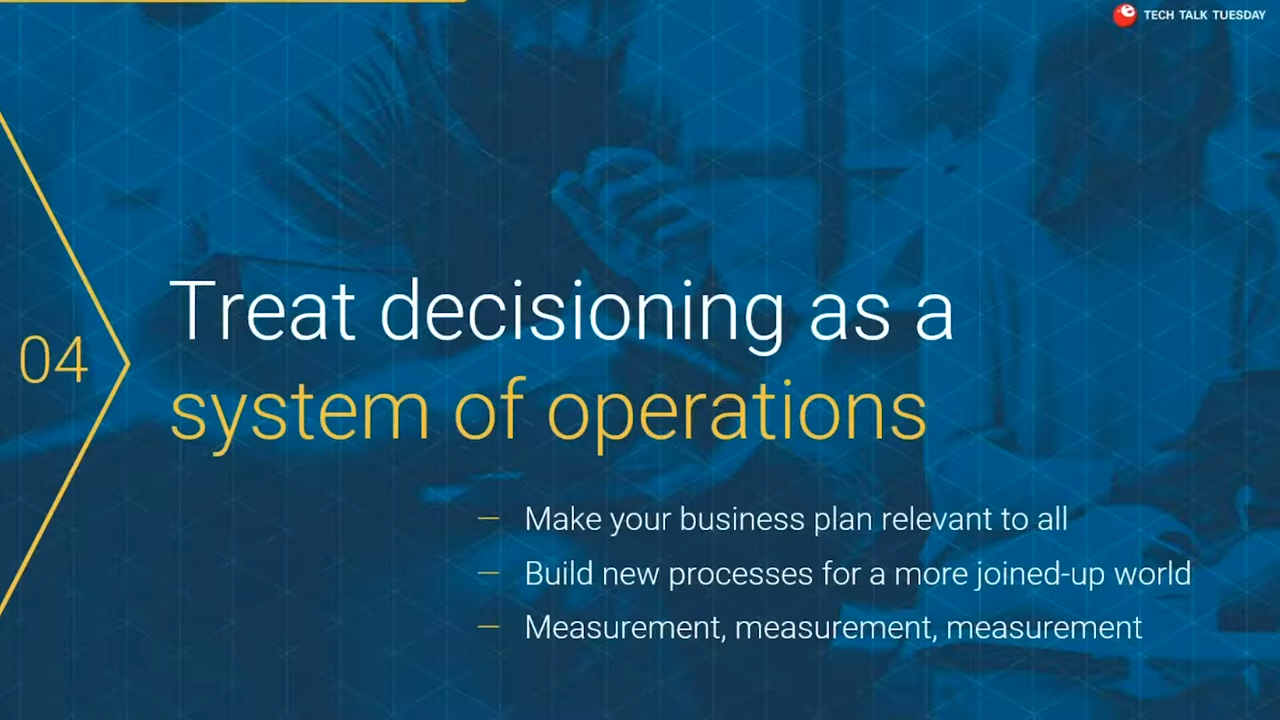 e TECH TALK TUESDAY
04
Treat decisioning as a
system of operations
— Make your business plan relevant to all
— Build new processes for a more joined-up world
— Measurement, measurement, measurement